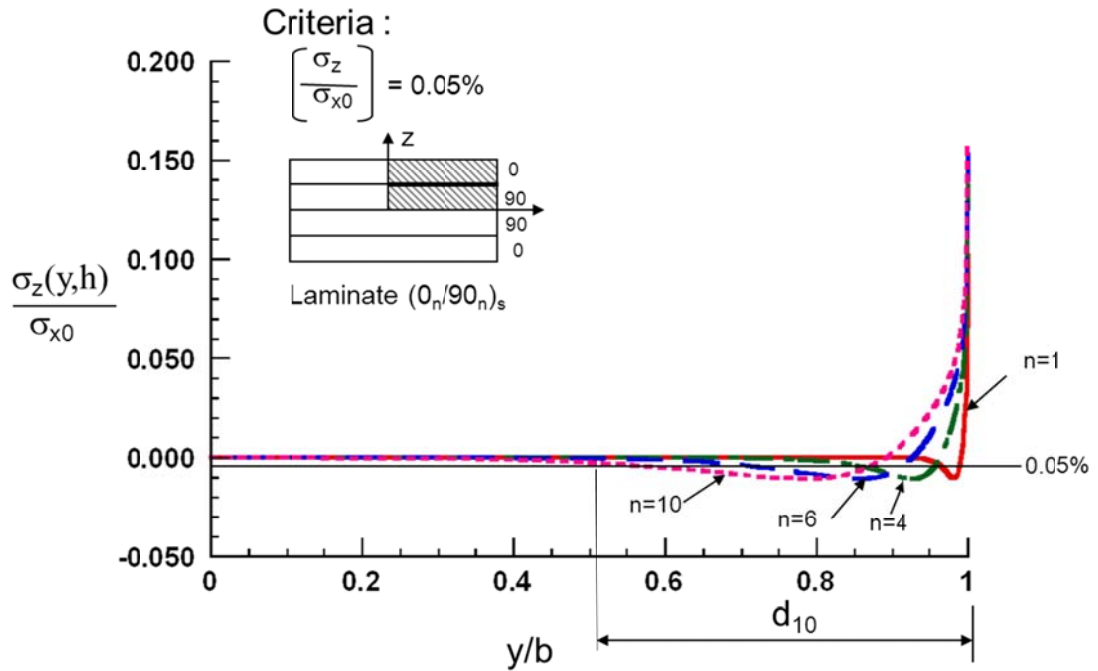 Criteria :
[σz/σx0] = 0.05%
0.200
0.150
0.100
0.050
0.000
-0.050
σz(y,h)/σx0
z
0
90
90
0
Laminate (0n/90n)s
n=1
0.05%
n=10
n=6
n=4
0
0.2
0.4
0.6
0.8
1
d10
y/b